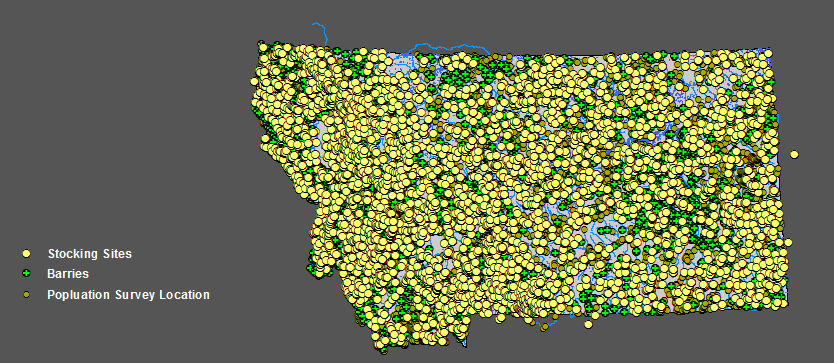 Stocking Sites
Barries
Popluation Survey Location